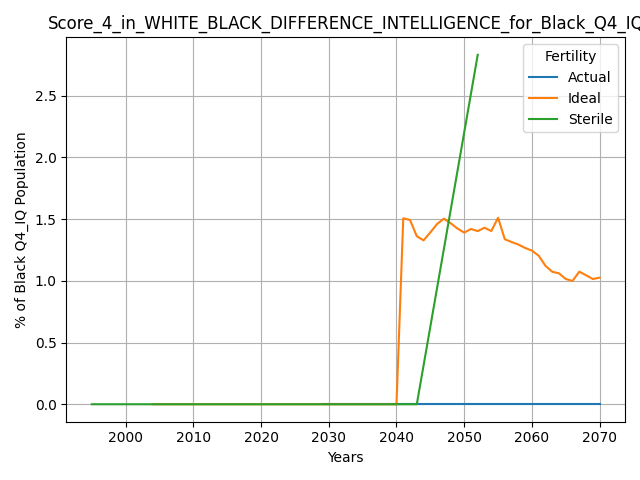 Score_4_in_WHITE_BLACK_DIFFERENCE_INTELLIGENCE_for_Black_Q4_IQ
Fertility
Actual
Ideal
Sterile
% of Black Q4_IQ Population
2.5
2.0
1.5
1.0
0.5
0.0
2000 2010 2020 2030 2040 2050 2060 2070
Years